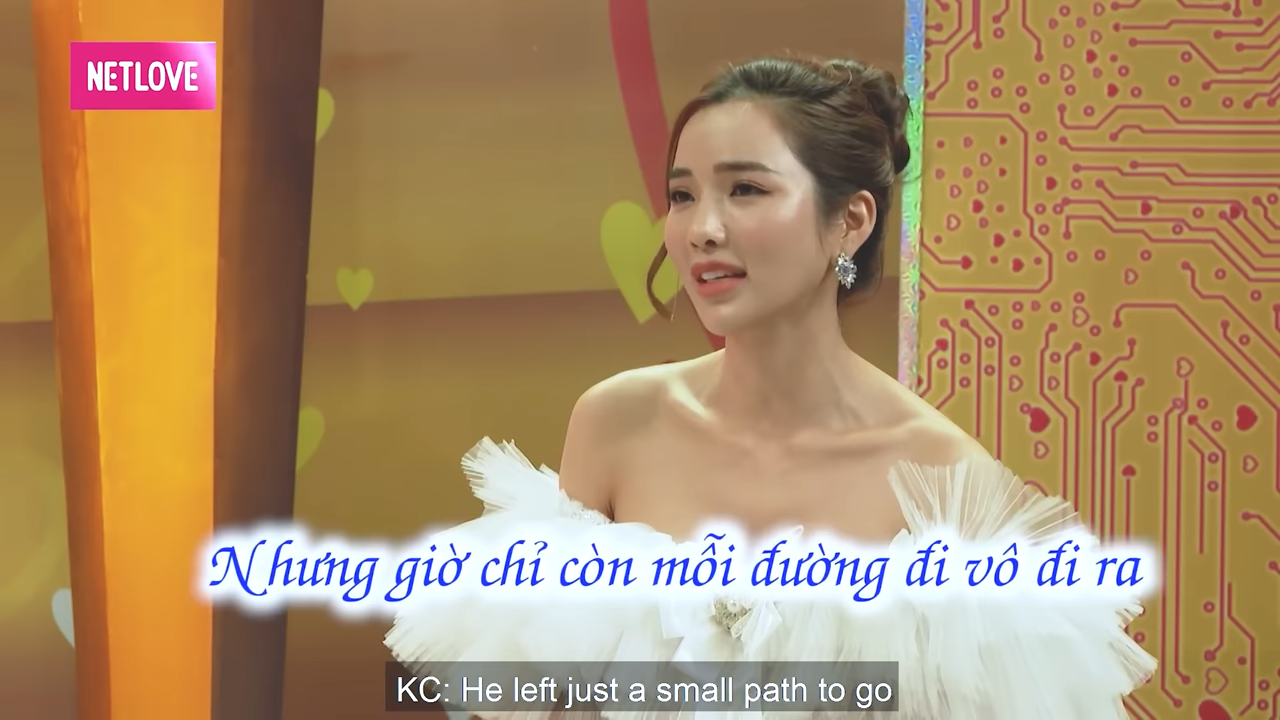 NETLOVE
Nhưng giờ chỉ còn mỗi đường đi vô đi ra
KC: He left just a small path to go